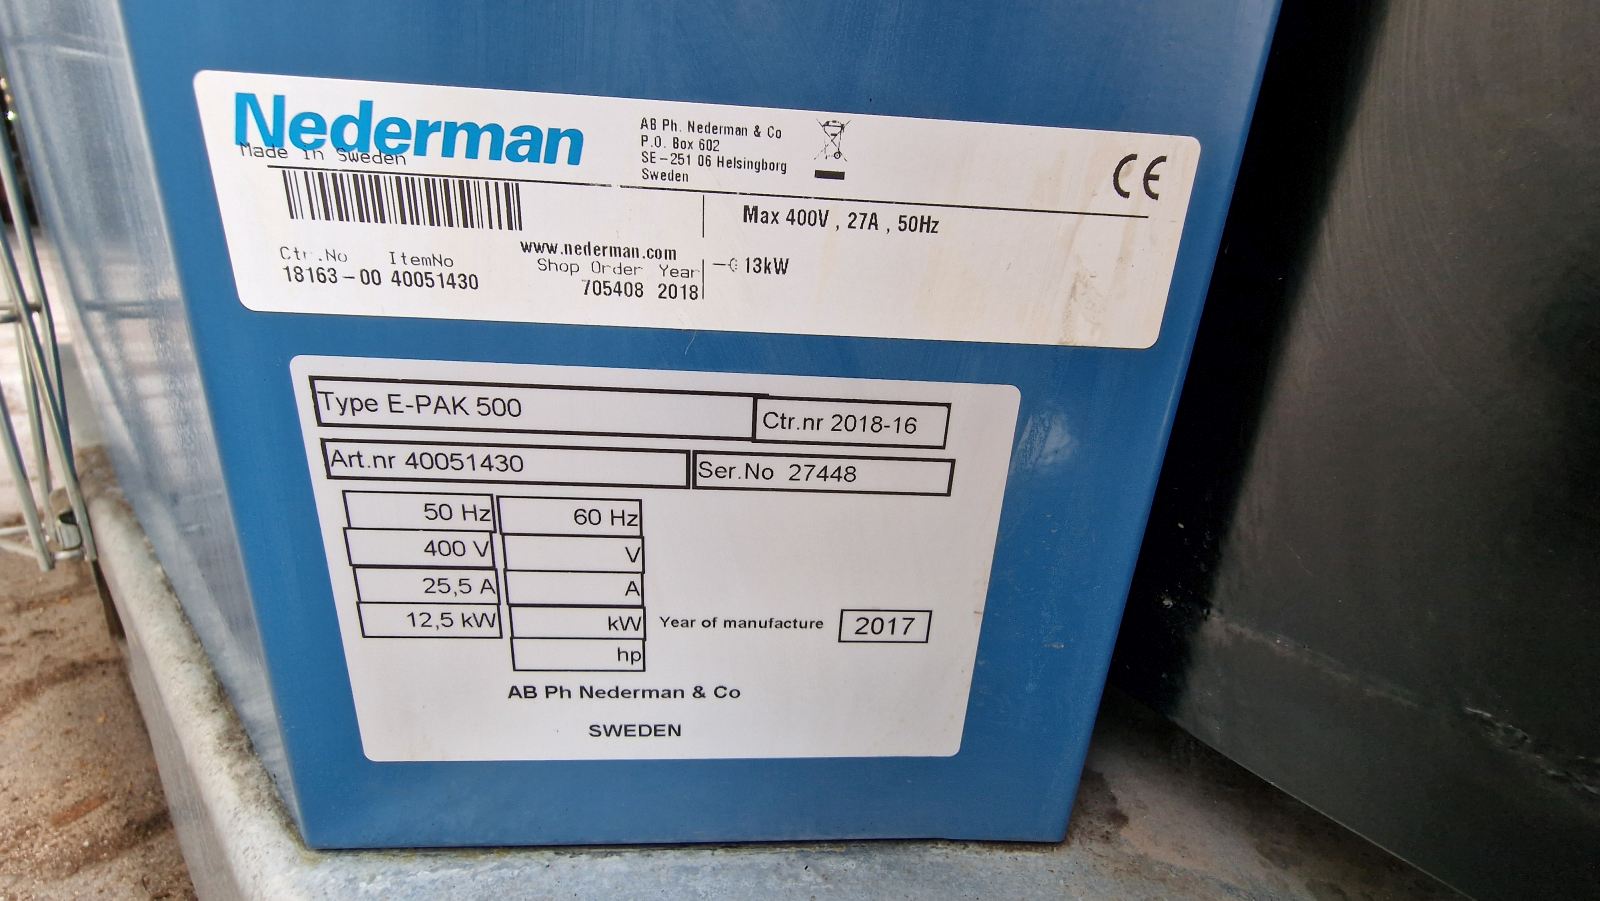 Nederman
Made in Sweden
AB Ph. Nederman & Co
P.O. Box 602
SE-251 06 Helsingborg
Sweden
CE
Max 400V , 27A , 50Hz
www.nederman.com
13kW
Ctr.No ItemNo Shop Order Year
18163-00 40051430 705408 2018
Type E-PAK 500
Ctr.nr 2018-16
Art.nr 40051430
Ser.No 27448
50 Hz 60 Hz
400 V V
25,5 A A
12,5 kW kW
hp
Year of manufacture 2017
AB Ph Nederman & Co
SWEDEN